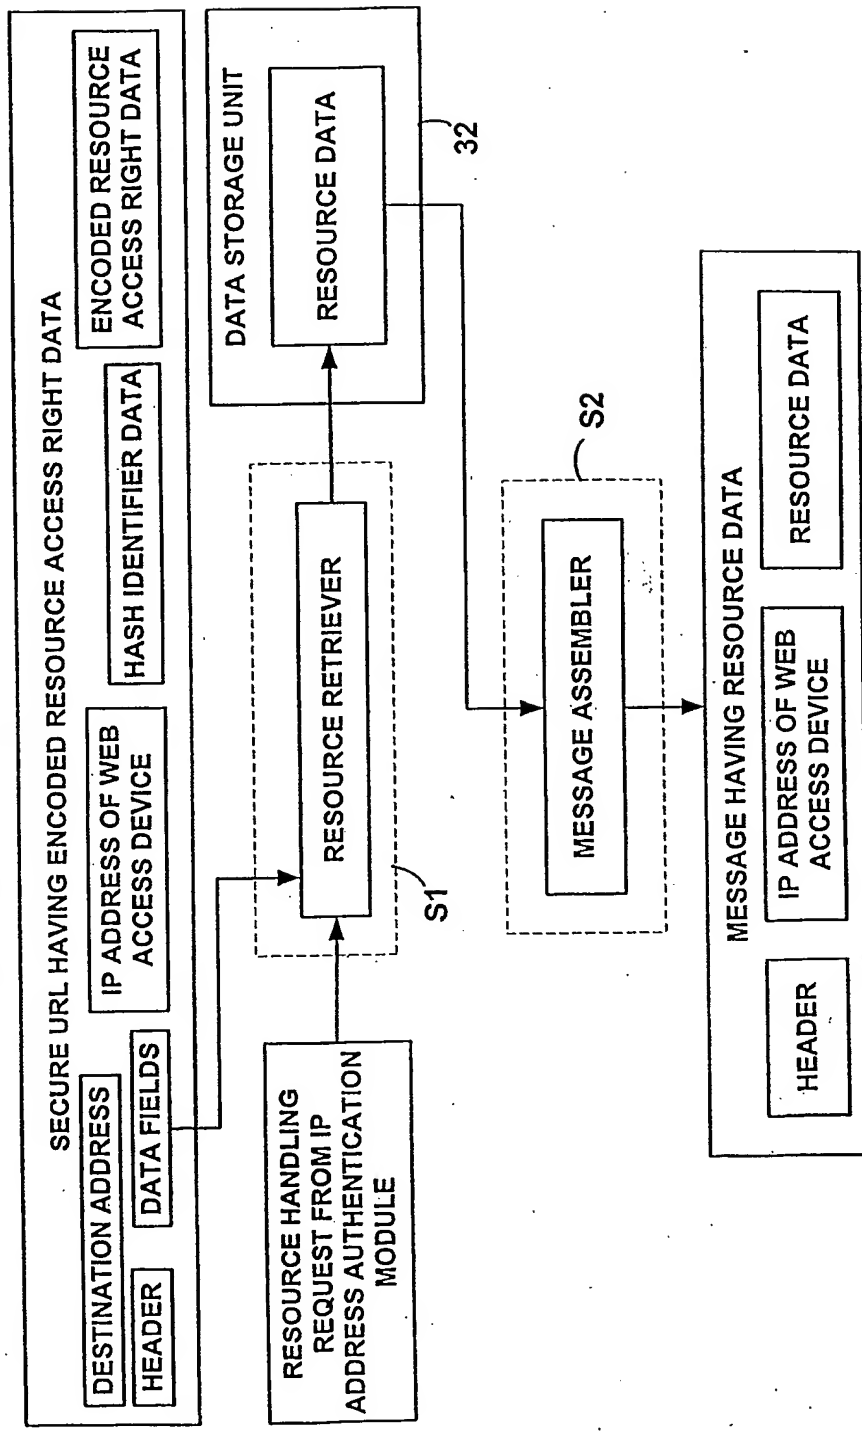 SECURE URL HAVING ENCODED RESOURCE ACCESS RIGHT DATA
DESTINATION ADDRESS
HEADER
DATA FIELDS
IP ADDRESS OF WEB
ACCESS DEVICE
HASH IDENTIFIER DATA
ENCODED RESOURCE
ACCESS RIGHT DATA
RESOURCE HANDLING
REQUEST FROM IP
ADDRESS AUTHENTICATION
MODULE
RESOURCE RETRIEVER
S1
DATA STORAGE UNIT
RESOURCE DATA
32
MESSAGE ASSEMBLER
S2
MESSAGE HAVING RESOURCE DATA
HEADER
IP ADDRESS OF WEB
ACCESS DEVICE
RESOURCE DATA